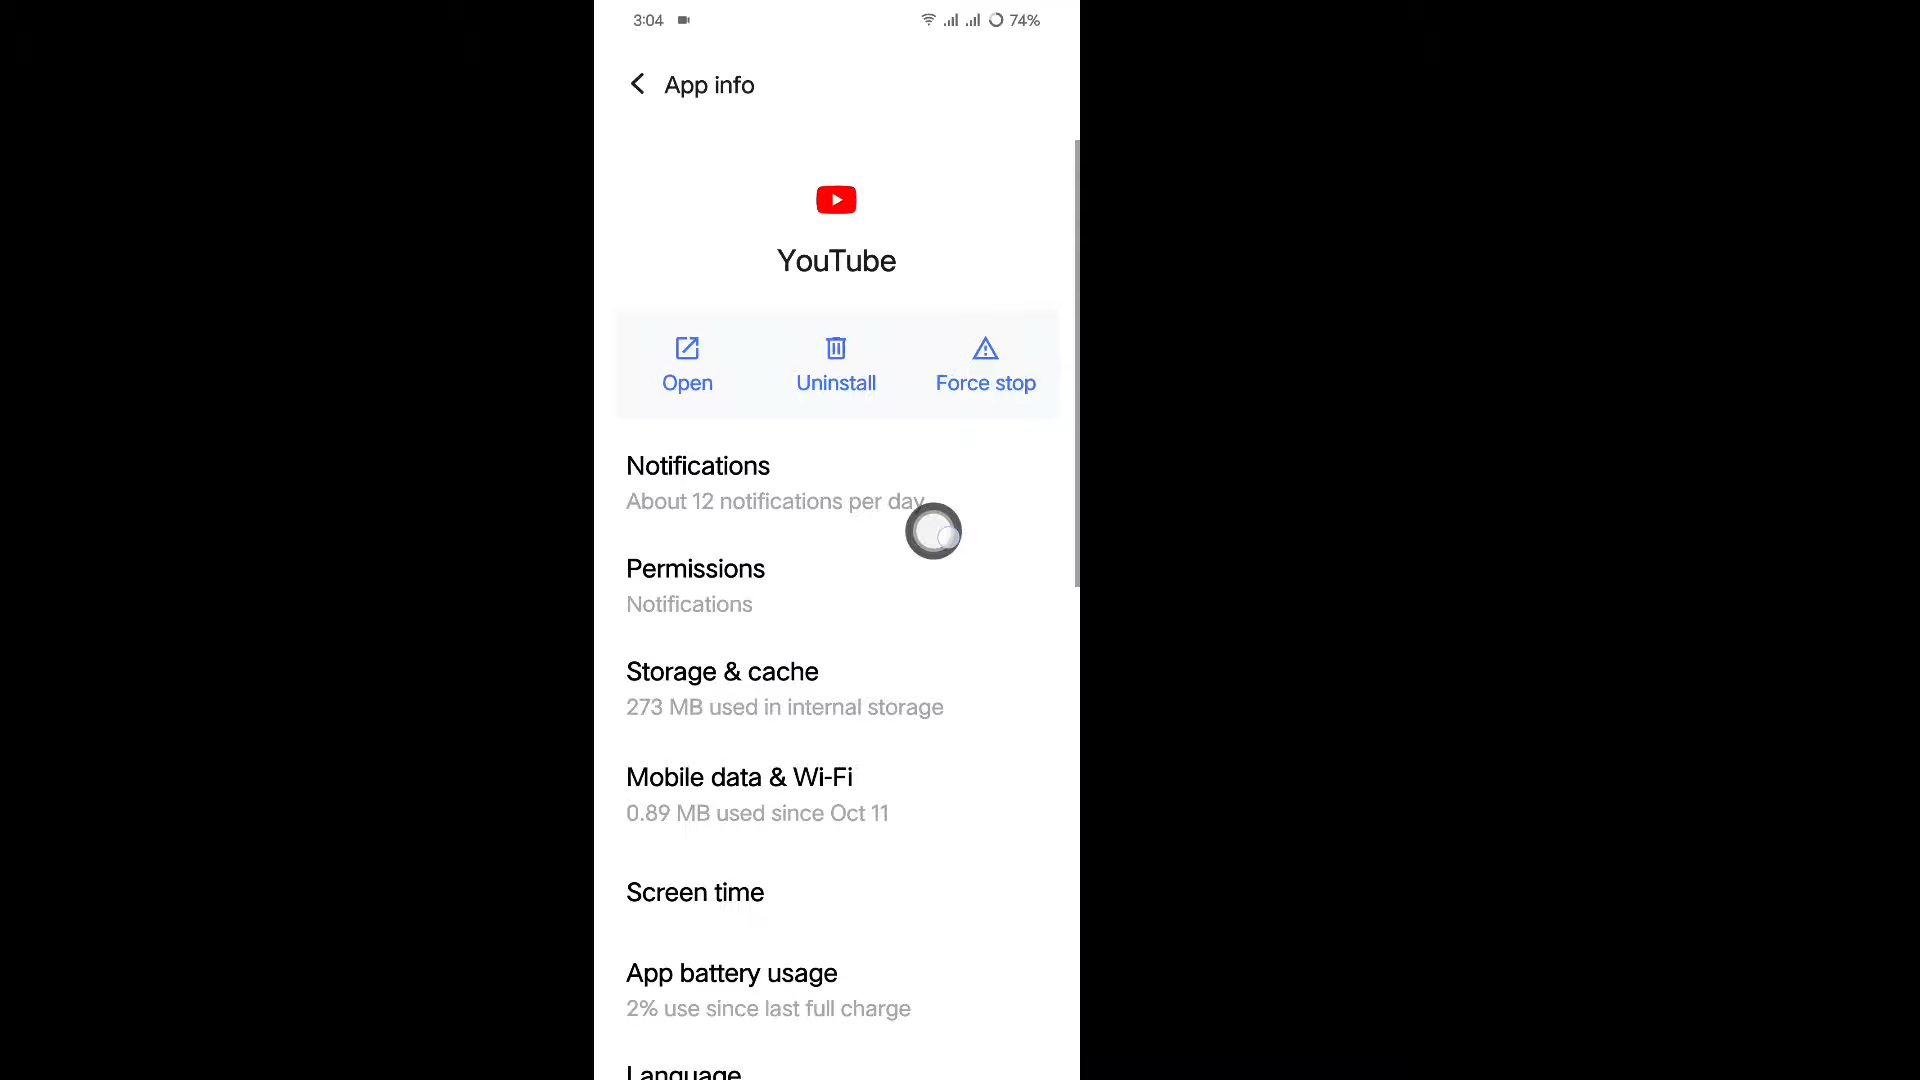 3:04
74%
App info
YouTube
Open
Uninstall
Force stop
Notifications
About 12 notifications per day
Permissions
Notifications
Storage & cache
273 MB used in internal storage
Mobile data & Wi-Fi
0.89 MB used since Oct 11
Screen time
App battery usage
2% use since last full charge
Language